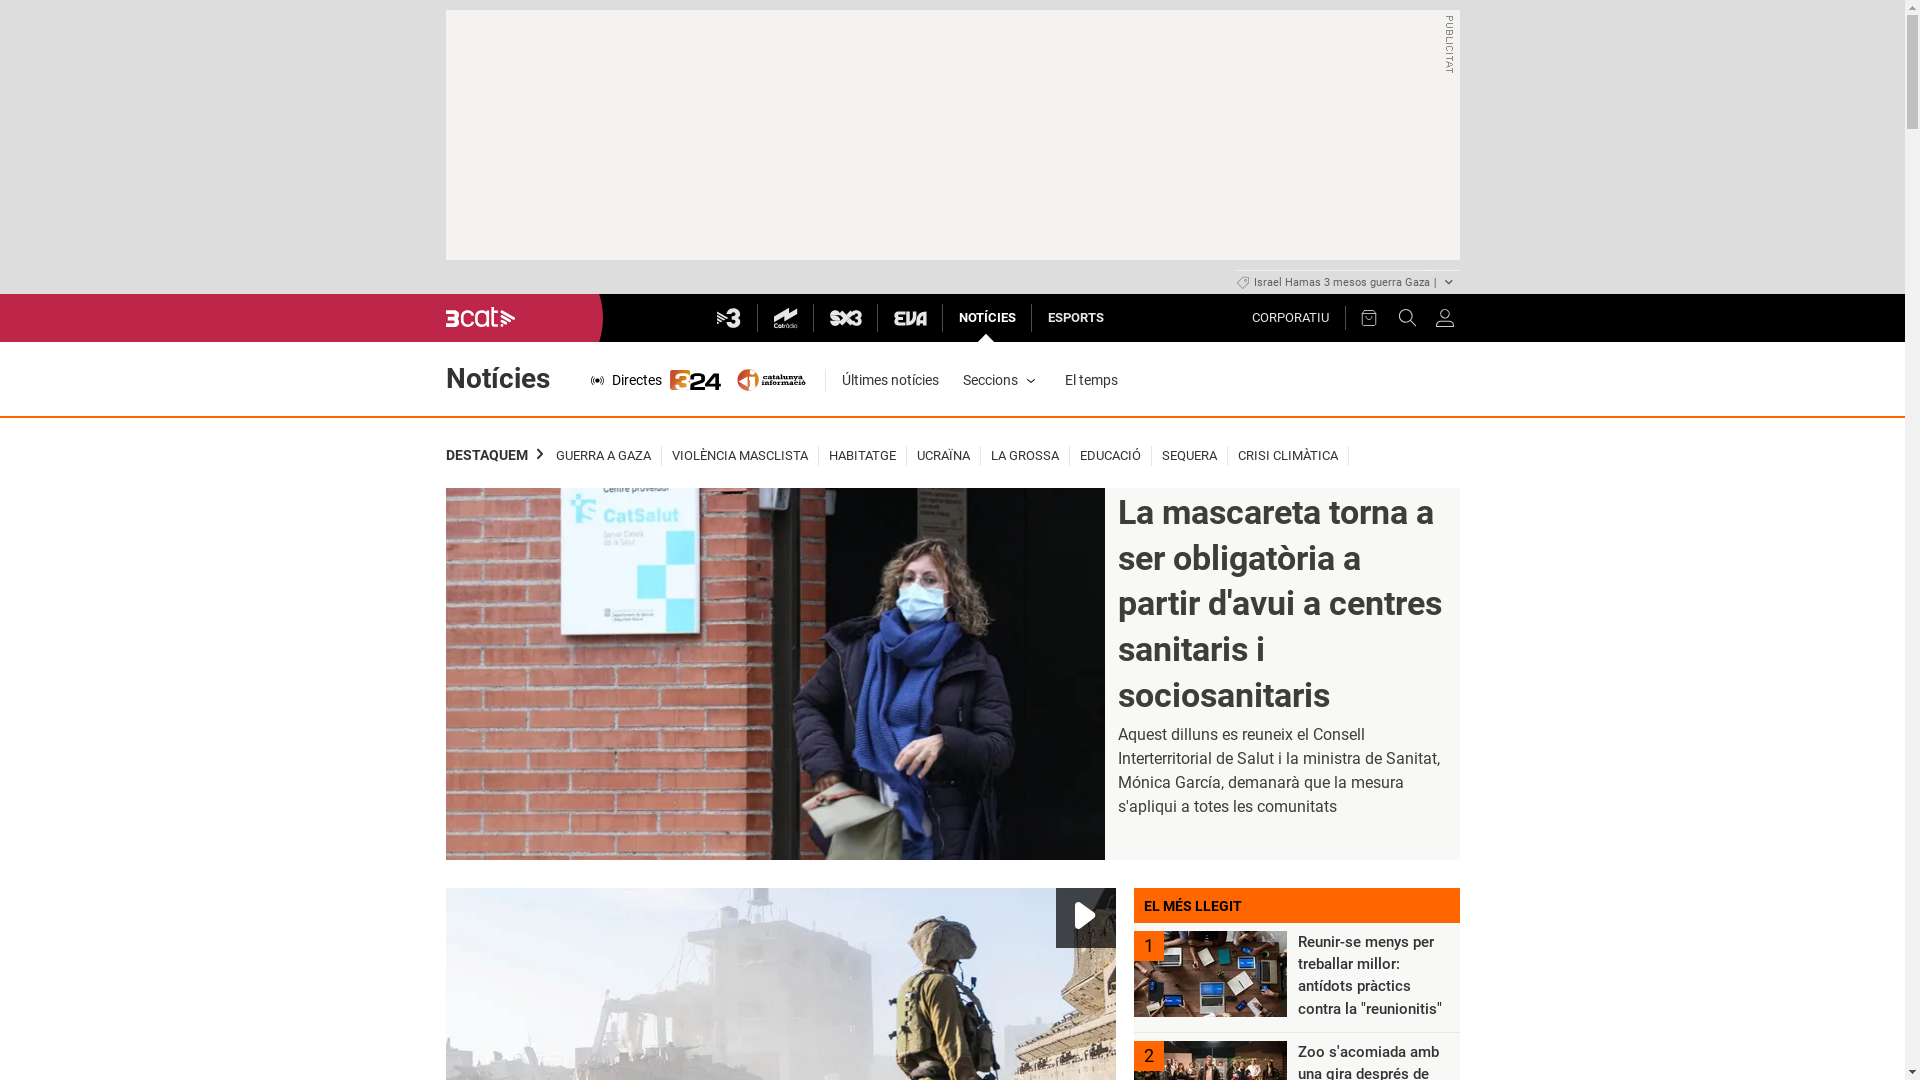 PUBLICITAT
Israel Hamas 3 mesos guerra Gaza |
3cat
3
Catràdio
SX3
EVA
NOTÍCIES
ESPORTS
CORPORATIU
Notícies
Directes
324
catalunya
informació
Últimes notícies
Seccions
El temps
DESTAQUEM
GUERRA A GAZA
VIOLÈNCIA MASCLISTA
HABITATGE
UCRAÏNA
LA GROSSA
EDUCACIÓ
SEQUERA
CRISI CLIMÀTICA
Centre proveïdor
CatSalut
Servei Català
de la Salut
La mascareta torna a
ser obligatòria a
partir d'avui a centres
sanitaris i
sociosanitaris
Aquest dilluns es reuneix el Consell
Interterritorial de Salut i la ministra de Sanitat,
Mónica García, demanarà que la mesura
s'apliqui a totes les comunitats
EL MÉS LLEGIT
1
Reunir-se menys per
treballar millor:
antídots pràctics
contra la "reunionitis"
2
Zoo s'acomiada amb
una gira després de